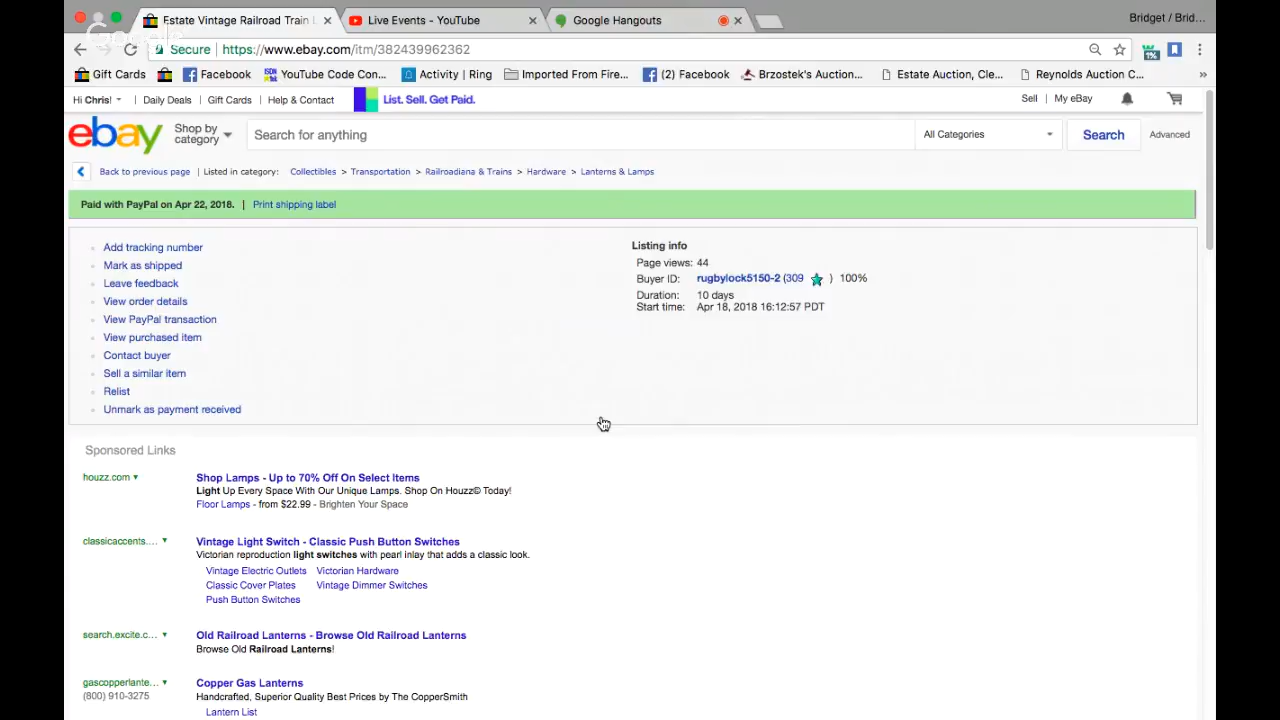 Estate Vintage Railroad Train L
Live Events - YouTube
Google Hangouts
Bridget / Brid...
Google
Secure https://www.ebay.com/itm/382439962362
1%
Gift Cards
Facebook
YouTube Code Con...
Activity | Ring
Imported From Fire...
(2) Facebook
Brzostek's Auction...
Estate Auction, Cle...
Reynolds Auction C...
»
Hi Chris!
Daily Deals
Gift Cards
Help & Contact
List. Sell. Get Paid.
Sell
My eBay
ebay
Shop by
category
Search for anything
All Categories
Search
Advanced
Back to previous page | Listed in category: Collectibles > Transportation > Railroadiana & Trains > Hardware > Lanterns & Lamps
Paid with PayPal on Apr 22, 2018. | Print shipping label
Add tracking number
Mark as shipped
Leave feedback
View order details
View PayPal transaction
View purchased item
Contact buyer
Sell a similar item
Relist
Unmark as payment received
Listing info
Page views: 44
Buyer ID: rugbylock5150-2 (309 ) 100%
Duration: 10 days
Start time: Apr 18, 2018 16:12:57 PDT
Sponsored Links
houzz.com
Shop Lamps - Up to 70% Off On Select Items
Light Up Every Space With Our Unique Lamps. Shop On Houzz© Today!
Floor Lamps - from $22.99 - Brighten Your Space
classicaccents....
Vintage Light Switch - Classic Push Button Switches
Victorian reproduction light switches with pearl inlay that adds a classic look.
Vintage Electric Outlets Victorian Hardware
Classic Cover Plates Vintage Dimmer Switches
Push Button Switches
search.excite.c...
Old Railroad Lanterns - Browse Old Railroad Lanterns
Browse Old Railroad Lanterns!
gascopperlante...
(800) 910-3275
Copper Gas Lanterns
Handcrafted, Superior Quality Best Prices by The CopperSmith
Lantern List